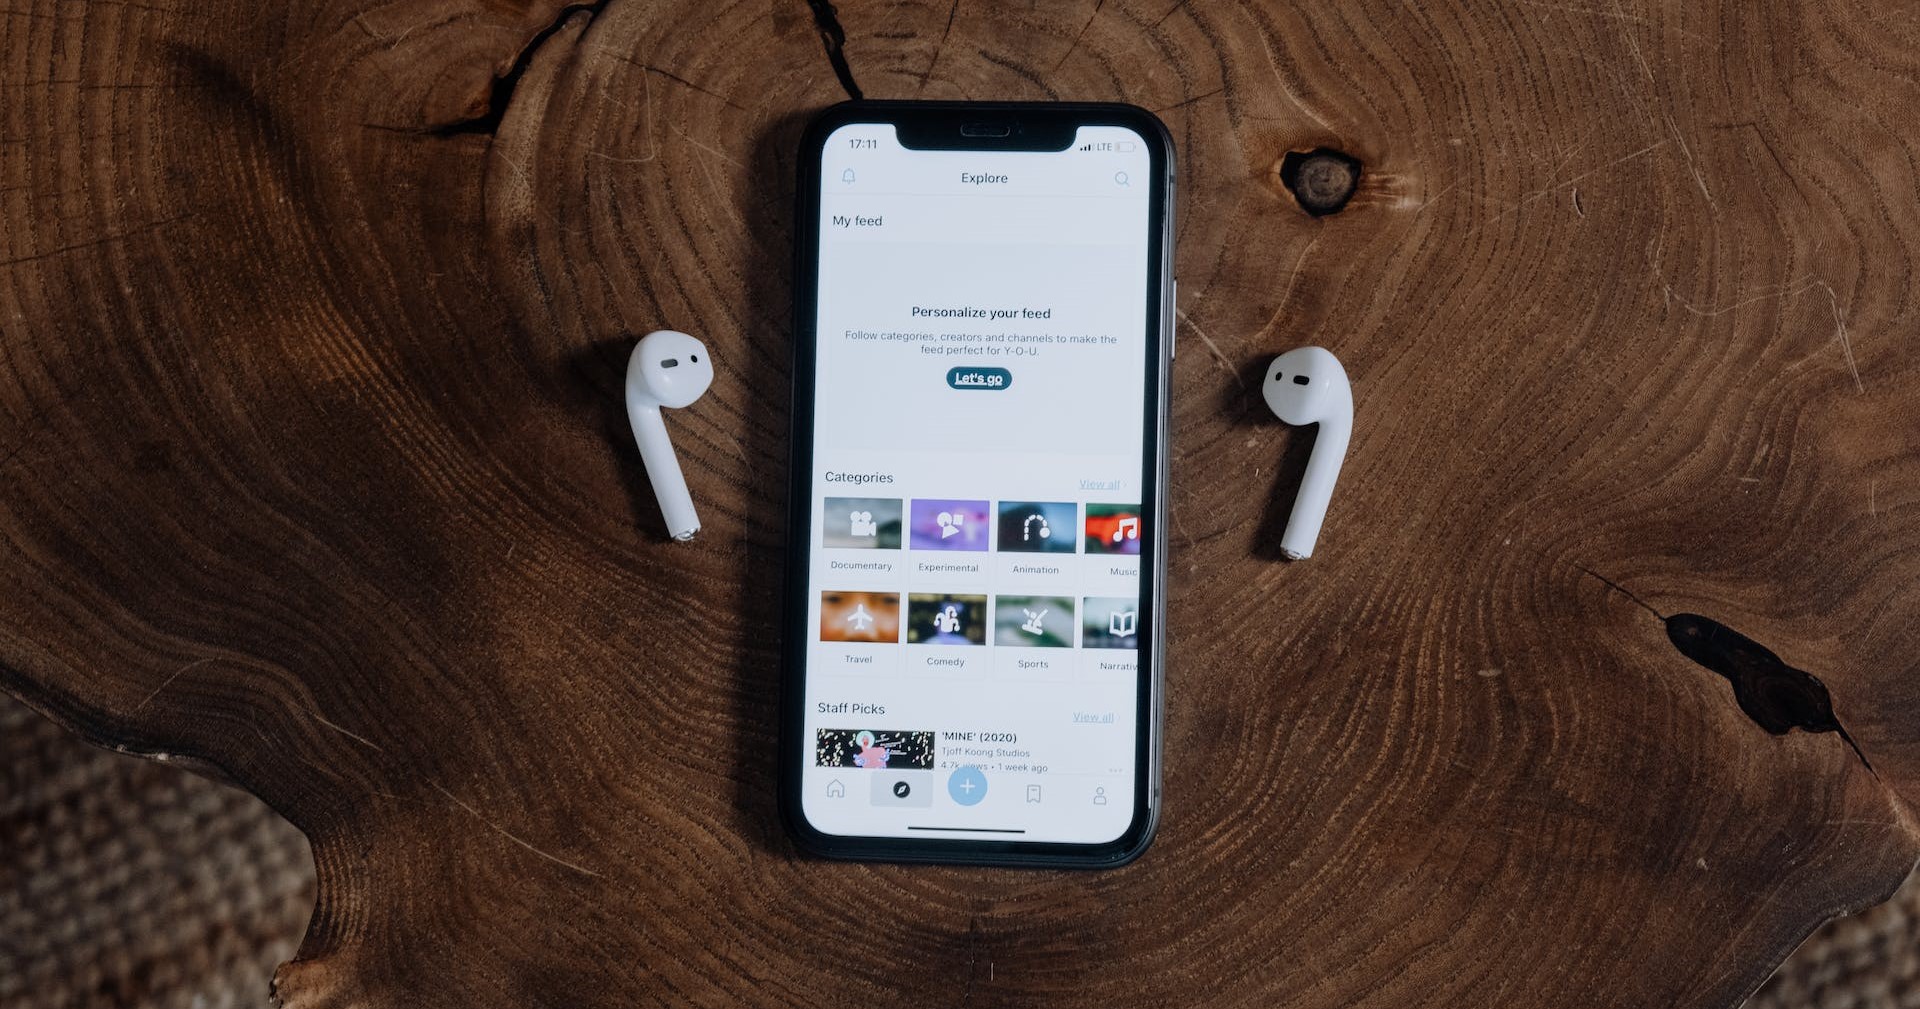 17:11
LTE
Explore
My feed
Personalize your feed
Follow categories, creators and channels to make the
feed perfect for Y-O-U.
Let's go
Categories
View all
Documentary Experimental Animation Music
Travel Comedy Sports Narrativ
Staff Picks
View all
'MINE' (2020)
Tjoff Koong Studios
4.7k views • 1 week ago